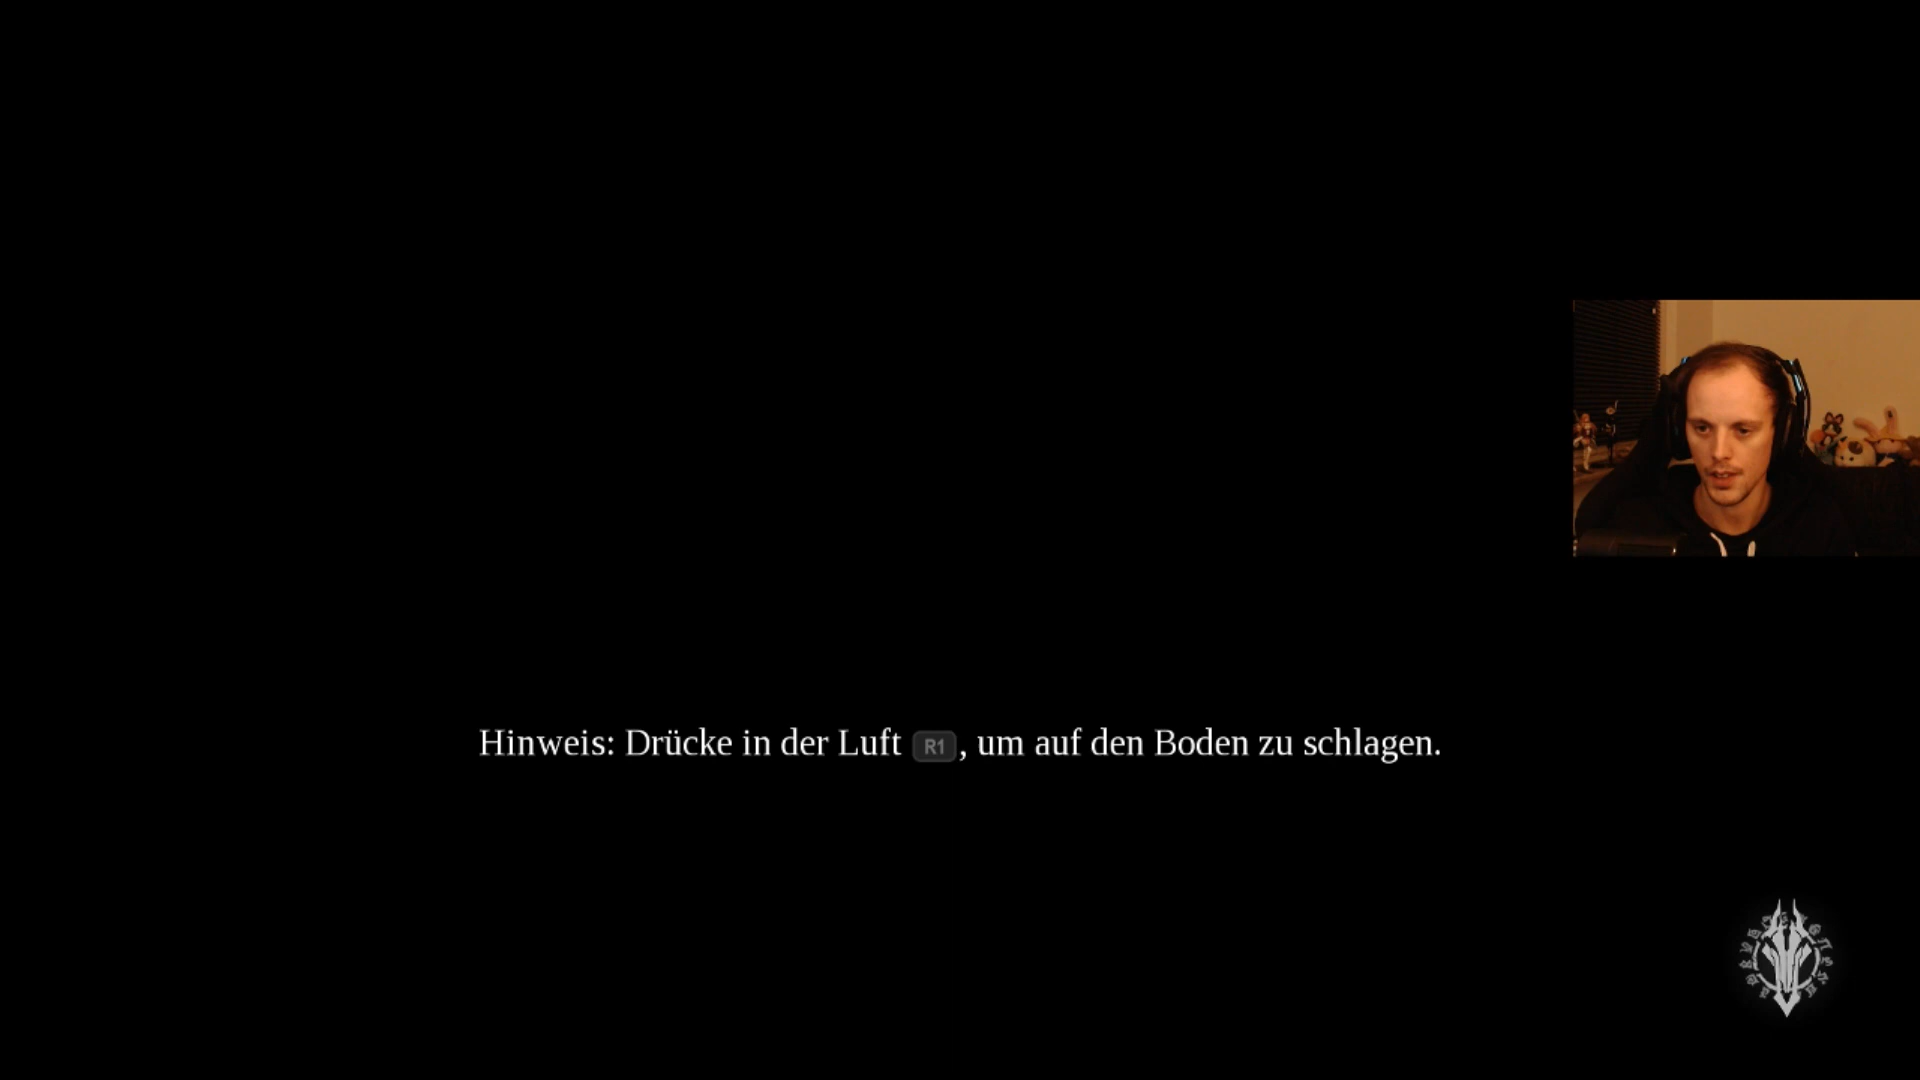 Hinweis: Drücke in der Luft R1, um auf den Boden zu schlagen.